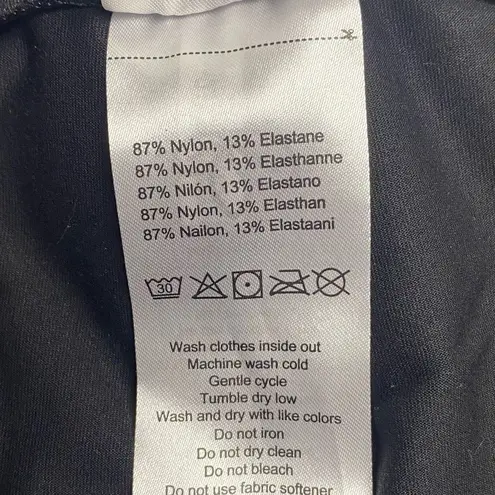 87% Nylon, 13% Elastane
87% Nylon, 13% Elasthanne
87% Nilón, 13% Elastano
87% Nylon, 13% Elasthan
87% Nailon, 13% Elastaani
30
Wash clothes inside out
Machine wash cold
Gentle cycle
Tumble dry low
Wash and dry with like colors
Do not iron
Do not dry clean
Do not bleach
Do not use fabric softener